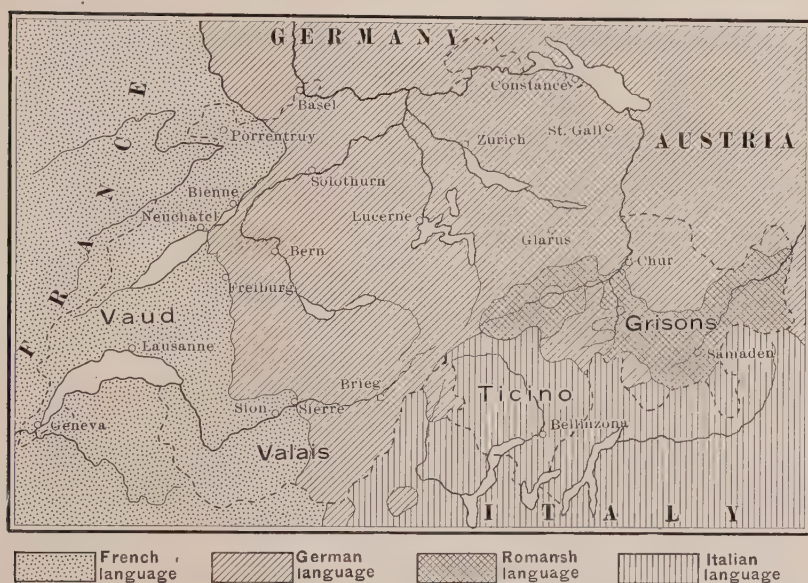 GERMANY
FRANCE
AUSTRIA
ITALY
Constance
Basel
Porrentruy
Zurich
St. Gall
Bienne
Solothurn
Neuchatel
Lucerne
Glarus
Bern
Chur
Freiburg
Vaud
Grisons
Lausanne
Samaden
Brieg
Ticino
Sion
Sierre
Geneva
Bellinzona
Valais
French
language
German
language
Romansh
language
Italian
language